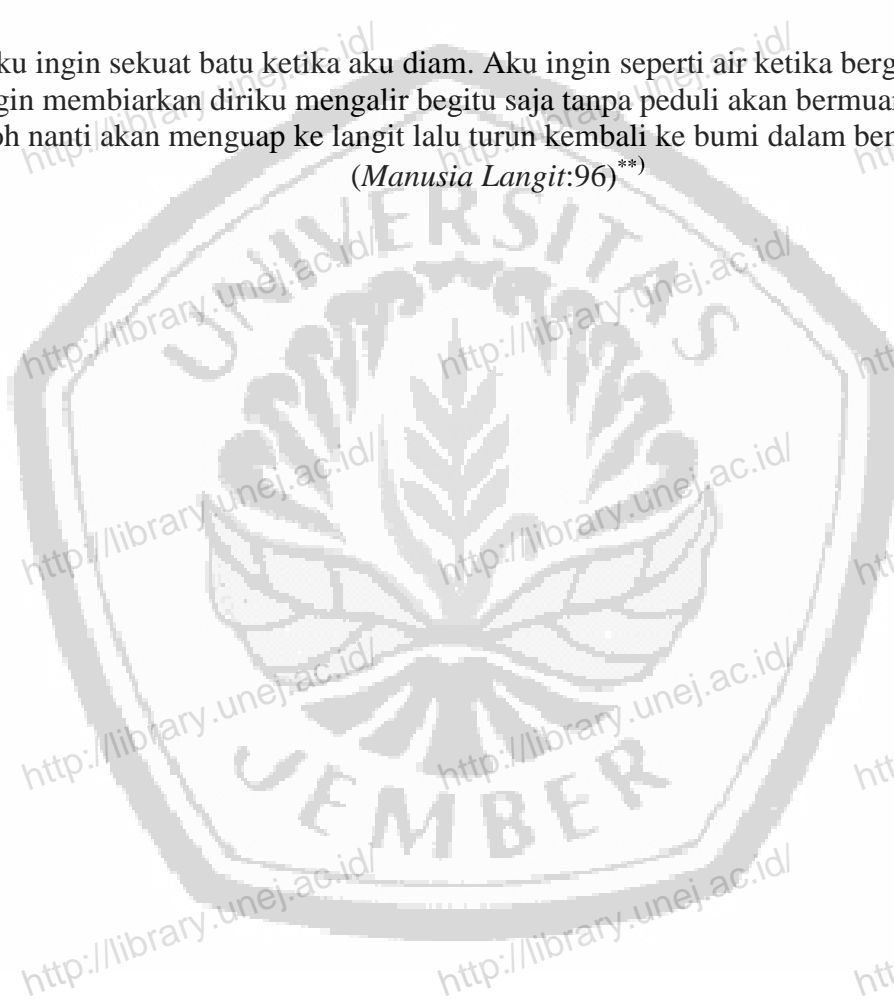 ku ingin sekuat batu ketika aku diam. Aku ingin seperti air ketika berg
gin membiarkan diriku mengalir begitu saja tanpa peduli akan bermuar
oh nanti akan menguap ke langit lalu turun kembali ke bumi dalam ben
(Manusia Langit:96)**)
UNIVERSITAS
JEMBER
http://library.unej.ac.id/
http://library.unej.ac.id/
http://library.unej.ac.id/
http://library.unej.ac.id/
http://library.unej.ac.id/
http://library.unej.ac.id/
http://library.unej.ac.id/
http://library.unej.ac.id/
http://library.unej.ac.id/
http://library.unej.ac.id/